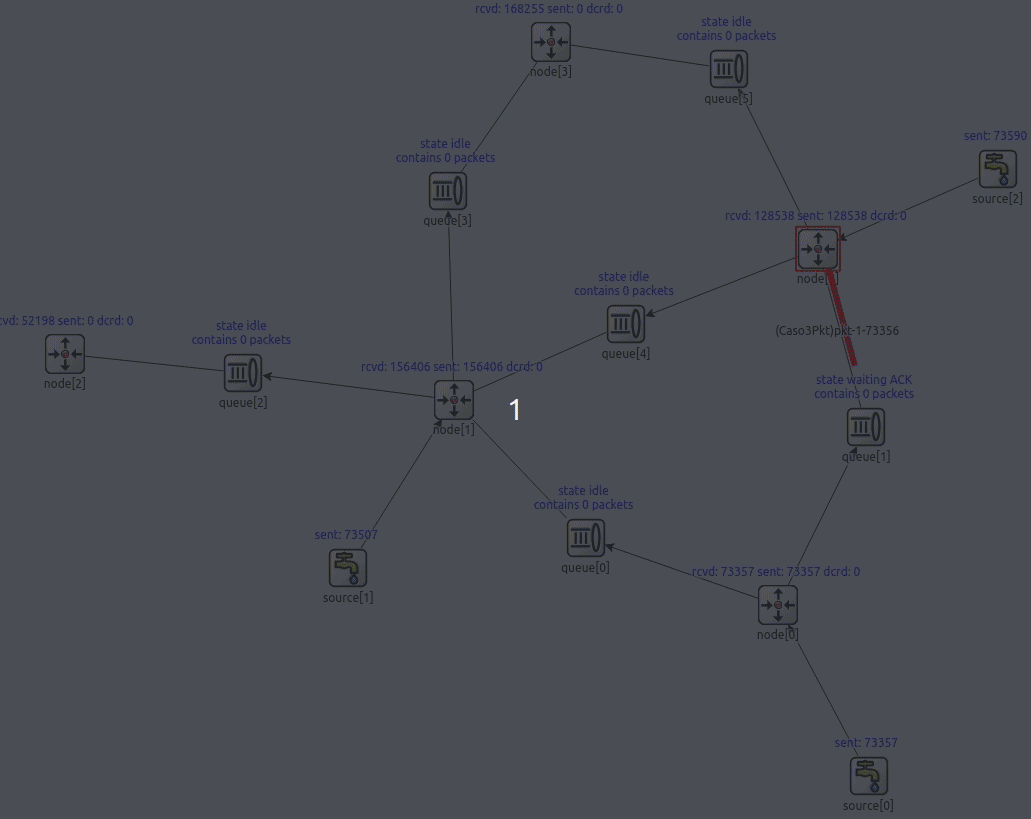 rcvd: 168255 sent: 0 dcrd: 0
node[3]
state idle
contains 0 packets
queue[5]
sent: 73590
source[2]
state idle
contains 0 packets
queue[3]
rcvd: 128538 sent: 128538 dcrd: 0
state idle
contains 0 packets
queue[4]
(Caso3Pkt)pkt-1-73356
cvd: 52198 sent: 0 dcrd: 0
node[2]
state idle
contains 0 packets
queue[2]
rcvd: 156406 sent: 156406 dcrd: 0
node[1]
1
state waiting ACK
contains 0 packets
queue[1]
state idle
contains 0 packets
queue[0]
sent: 73507
source[1]
rcvd: 73357 sent: 73357 dcrd: 0
node[0]
sent: 73357
source[0]